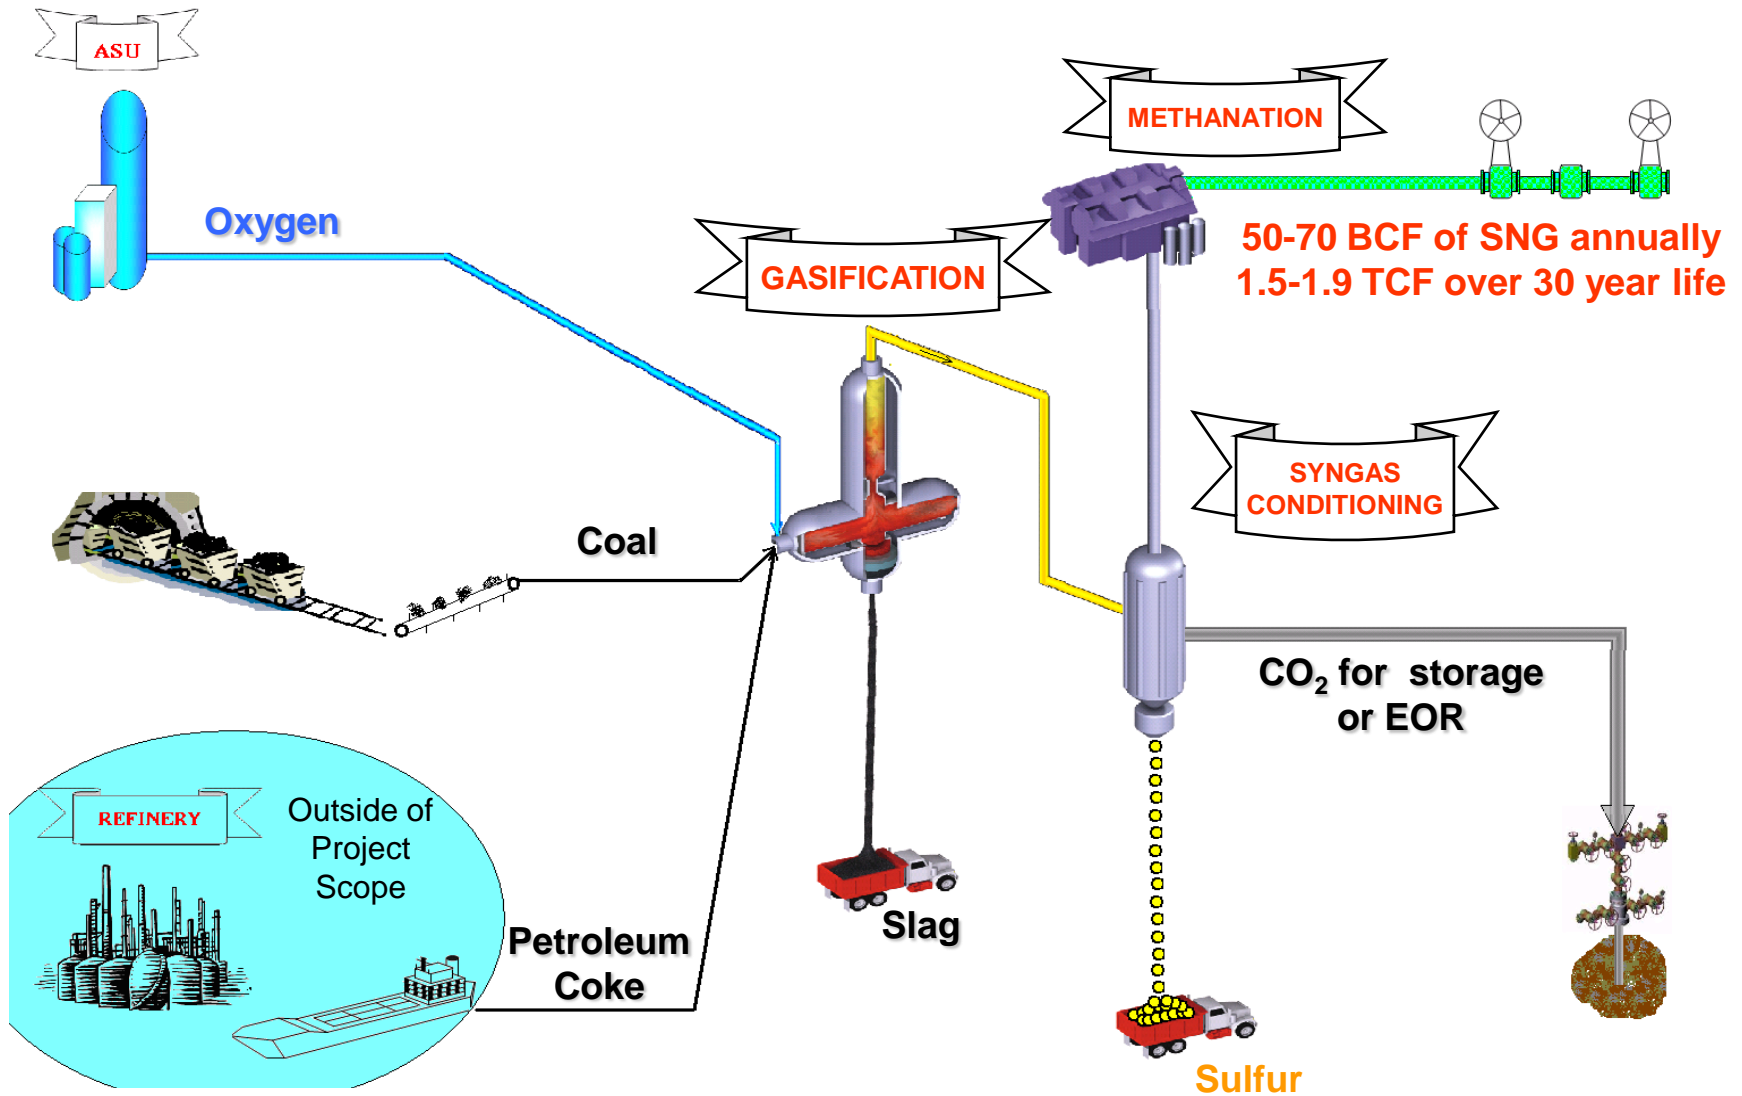 ASU
METHANATION
Oxygen
50-70 BCF of SNG annually
1.5-1.9 TCF over 30 year life
GASIFICATION
SYNGAS
CONDITIONING
Coal
CO₂ for storage
or EOR
REFINERY
Outside of
Project
Scope
Petroleum
Coke
Slag
Sulfur